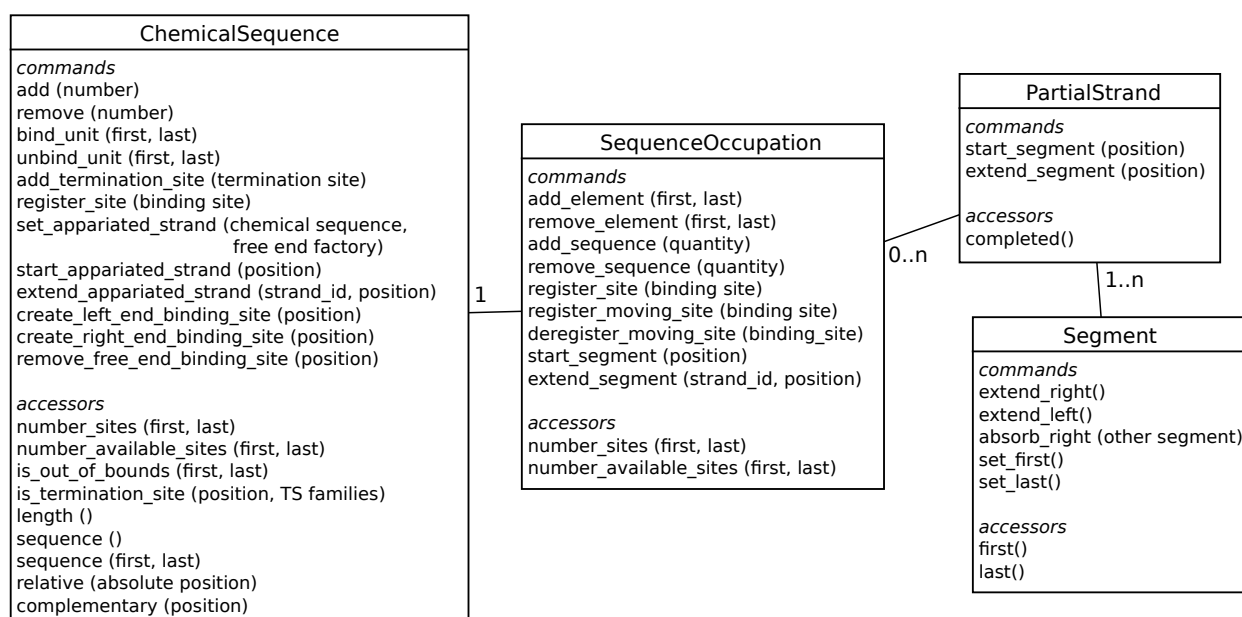 ChemicalSequence
commands
add (number)
remove (number)
bind_unit (first, last)
unbind_unit (first, last)
add_termination_site (termination site)
register_site (binding site)
set_appariated_strand (chemical sequence,
free end factory)
start_appariated_strand (position)
extend_appariated_strand (strand_id, position)
create_left_end_binding_site (position)
create_right_end_binding_site (position)
remove_free_end_binding_site (position)
accessors
number_sites (first, last)
number_available_sites (first, last)
is_out_of_bounds (first, last)
is_termination_site (position, TS families)
length ()
sequence ()
sequence (first, last)
relative (absolute position)
complementary (position)
1
SequenceOccupation
commands
add_element (first, last)
remove_element (first, last)
add_sequence (quantity)
remove_sequence (quantity)
register_site (binding site)
register_moving_site (binding site)
deregister_moving_site (binding_site)
start_segment (position)
extend_segment (strand_id, position)
accessors
number_sites (first, last)
number_available_sites (first, last)
0..n
PartialStrand
commands
start_segment (position)
extend_segment (position)
accessors
completed()
1..n
Segment
commands
extend_right()
extend_left()
absorb_right (other segment)
set_first()
set_last()
accessors
first()
last()